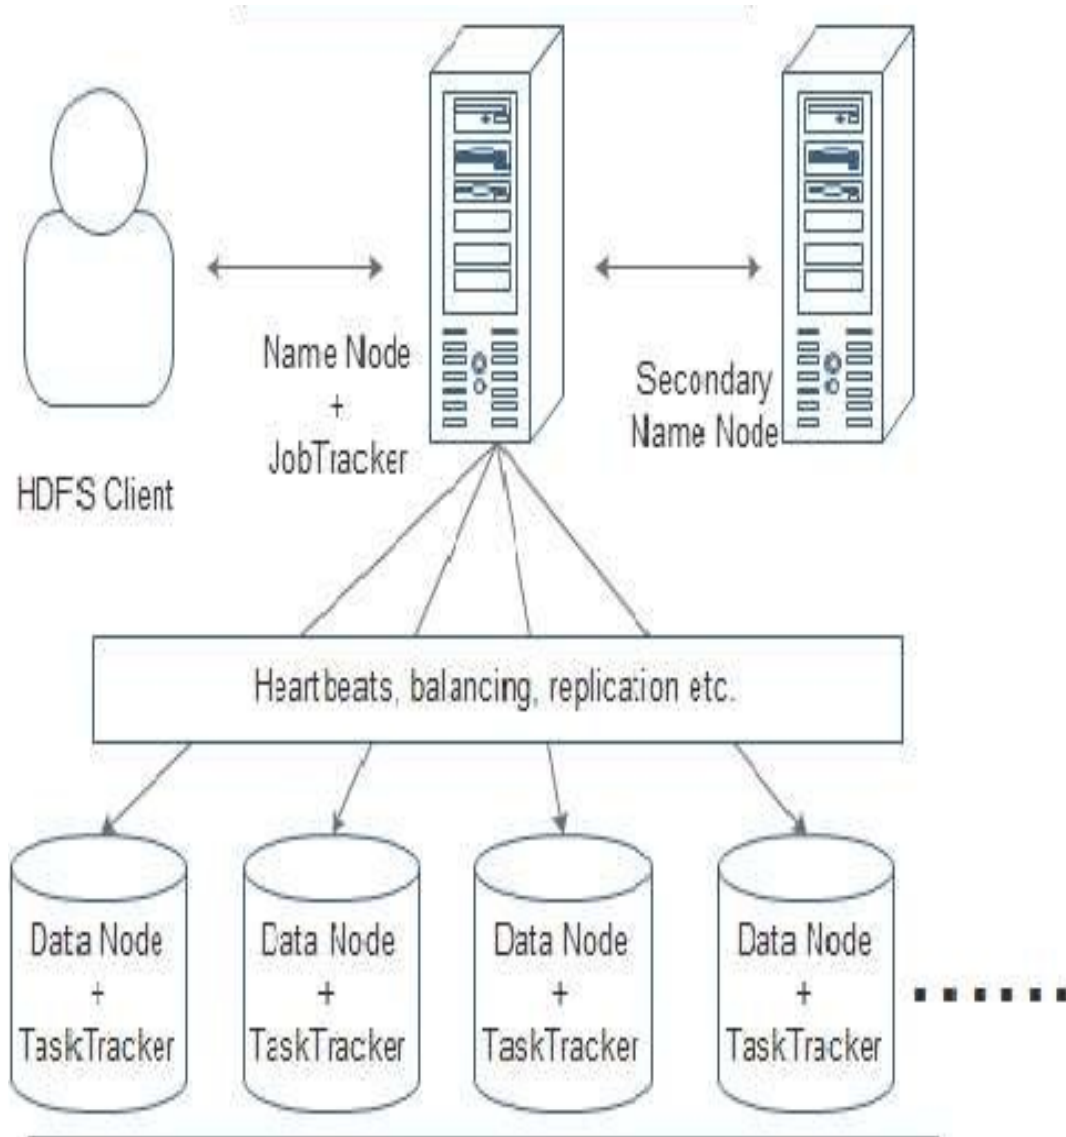 Name Node
+
JobTracker
Secondary
Name Node
HDFS Client
Heartbeats, balancing, replication etc.
Data Node
+
TaskTracker
Data Node
+
TaskTracker
Data Node
+
TaskTracker
Data Node
+
TaskTracker